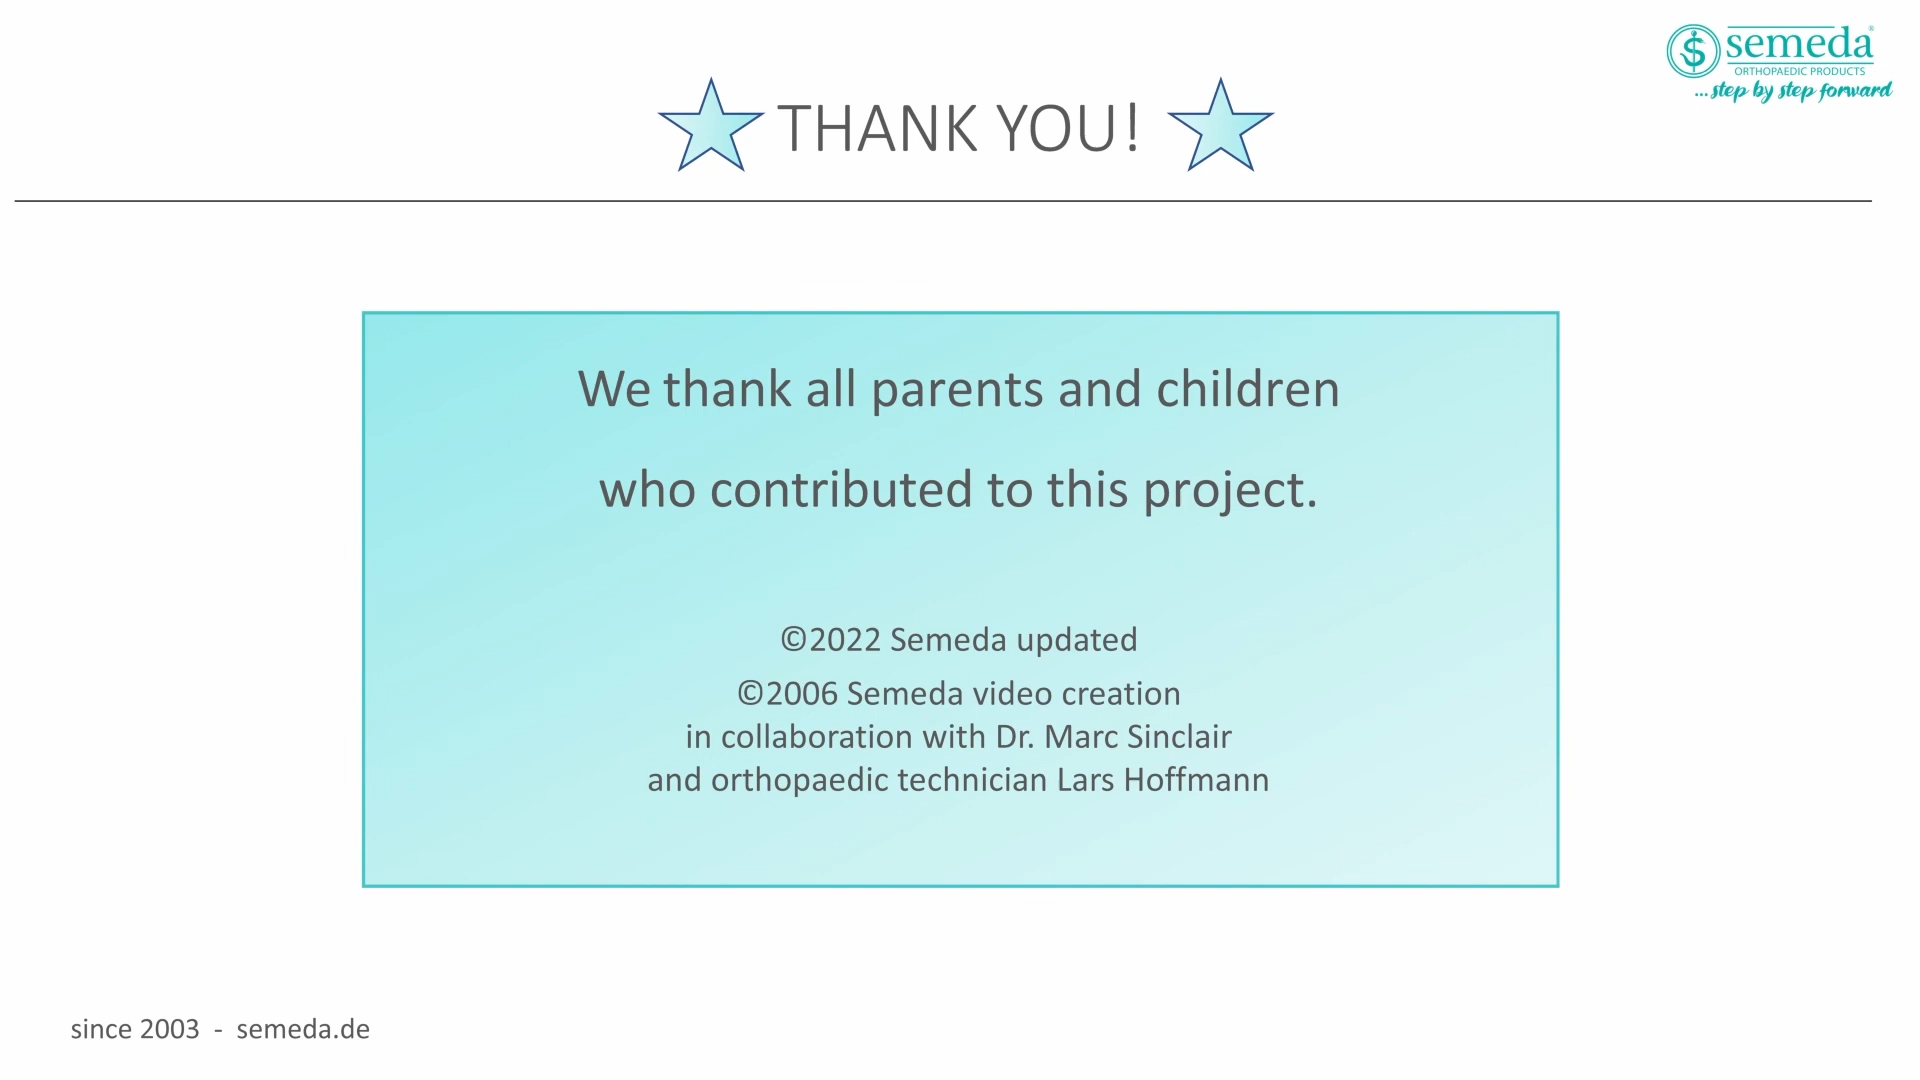 semeda®
ORTHOPAEDIC PRODUCTS
...step by step forward
THANK YOU!
We thank all parents and children
who contributed to this project.
©2022 Semeda updated
©2006 Semeda video creation
in collaboration with Dr. Marc Sinclair
and orthopaedic technician Lars Hoffmann
since 2003 - semeda.de